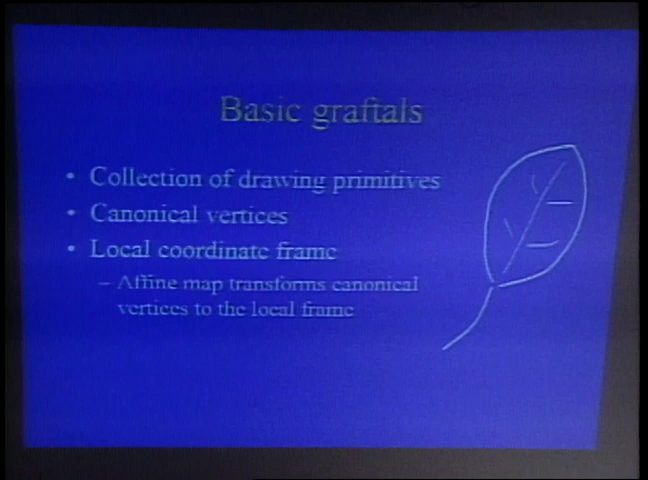 Basic graftals
• Collection of drawing primitives
• Canonical vertices
• Local coordinate frame
– Affine map transforms canonical
vertices to the local frame